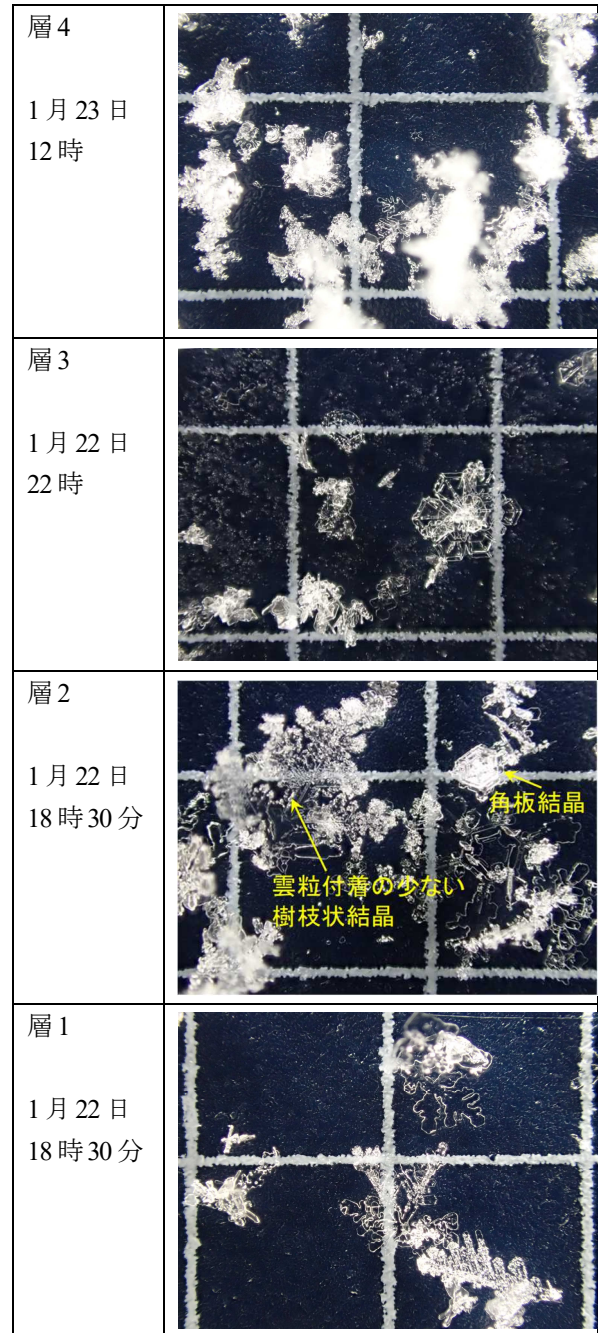 層4
1月23日
12時
層3
1月22日
22時
層2
1月22日
18時30分
角板結晶
雲粒付着の少ない
樹枝状結晶
層1
1月22日
18時30分